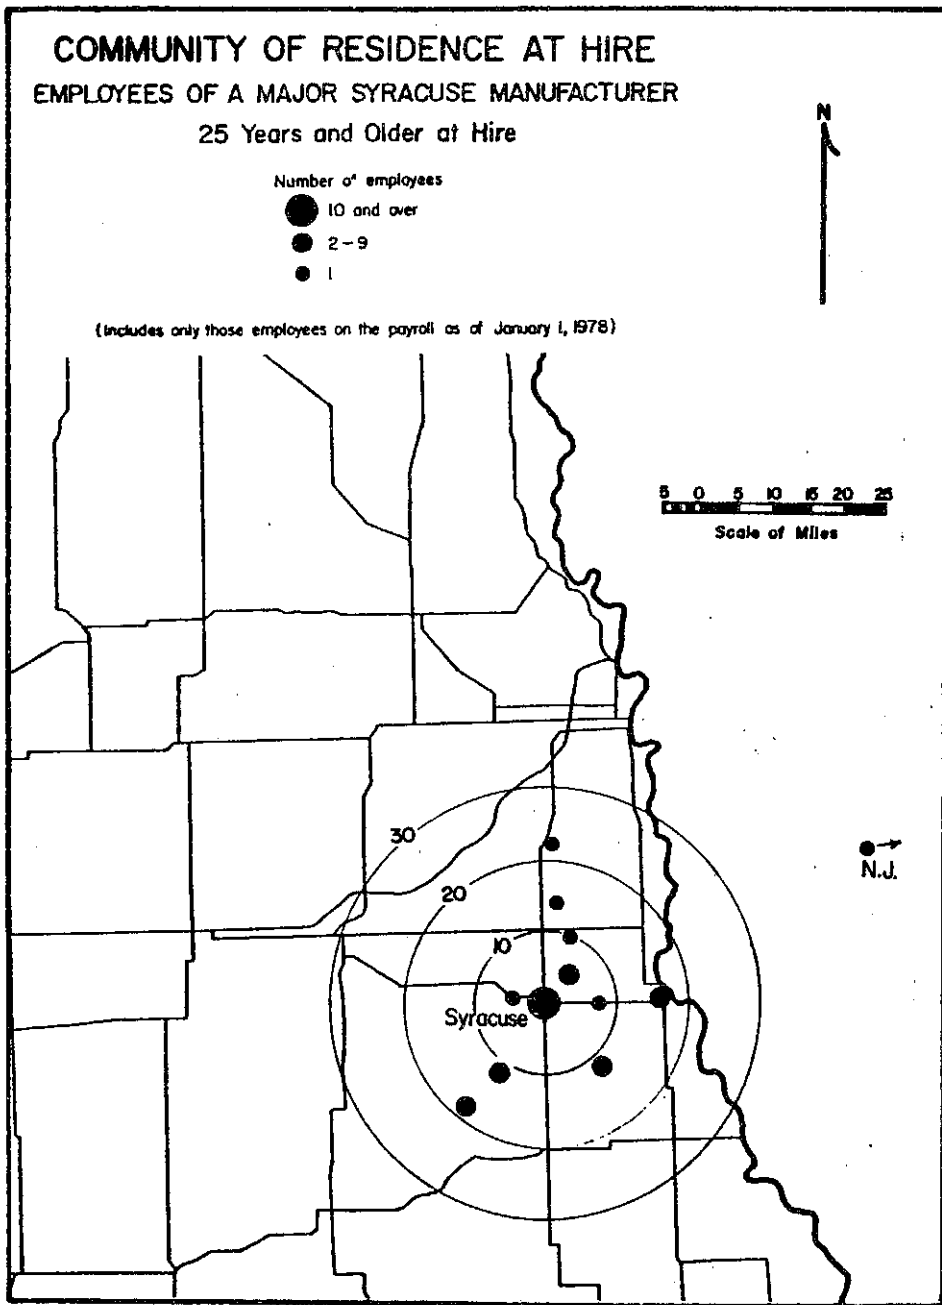 COMMUNITY OF RESIDENCE AT HIRE
EMPLOYEES OF A MAJOR SYRACUSE MANUFACTURER
25 Years and Older at Hire
N
Number of employees
10 and over
2-9
1
(Includes only those employees on the payroll as of January 1, 1978)
5 0 5 10 15 20 25
Scale of Miles
30
20
10
N.J.
Syracuse